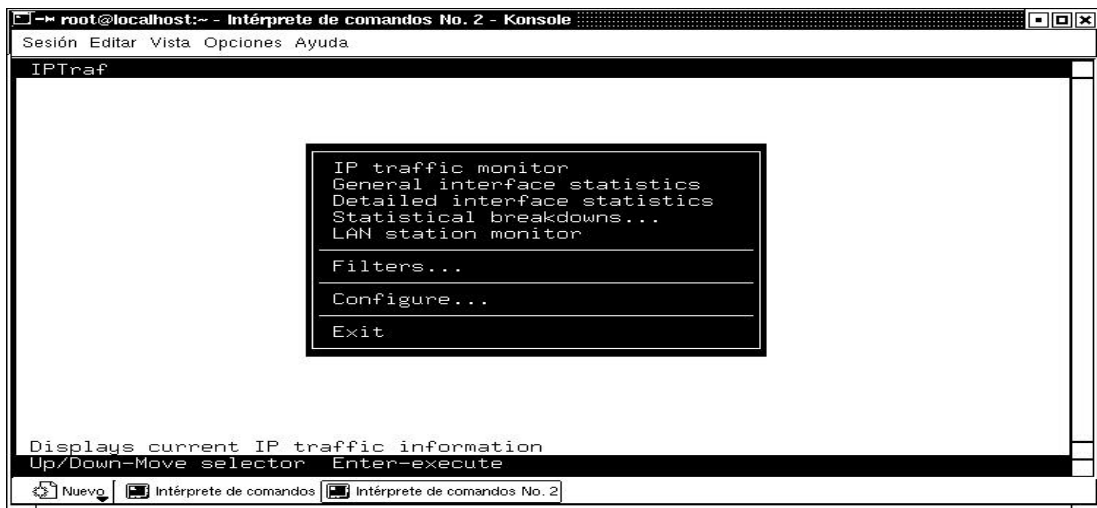 root@localhost:~ - Intérprete de comandos No. 2 - Konsole
Sesión Editar Vista Opciones Ayuda
IPTraf
IP traffic monitor
General interface statistics
Detailed interface statistics
Statistical breakdowns...
LAN station monitor
Filters...
Configure...
Exit
Displays current IP traffic information
Up/Down-Move selector Enter-execute
Nuevo Intérprete de comandos Intérprete de comandos No. 2